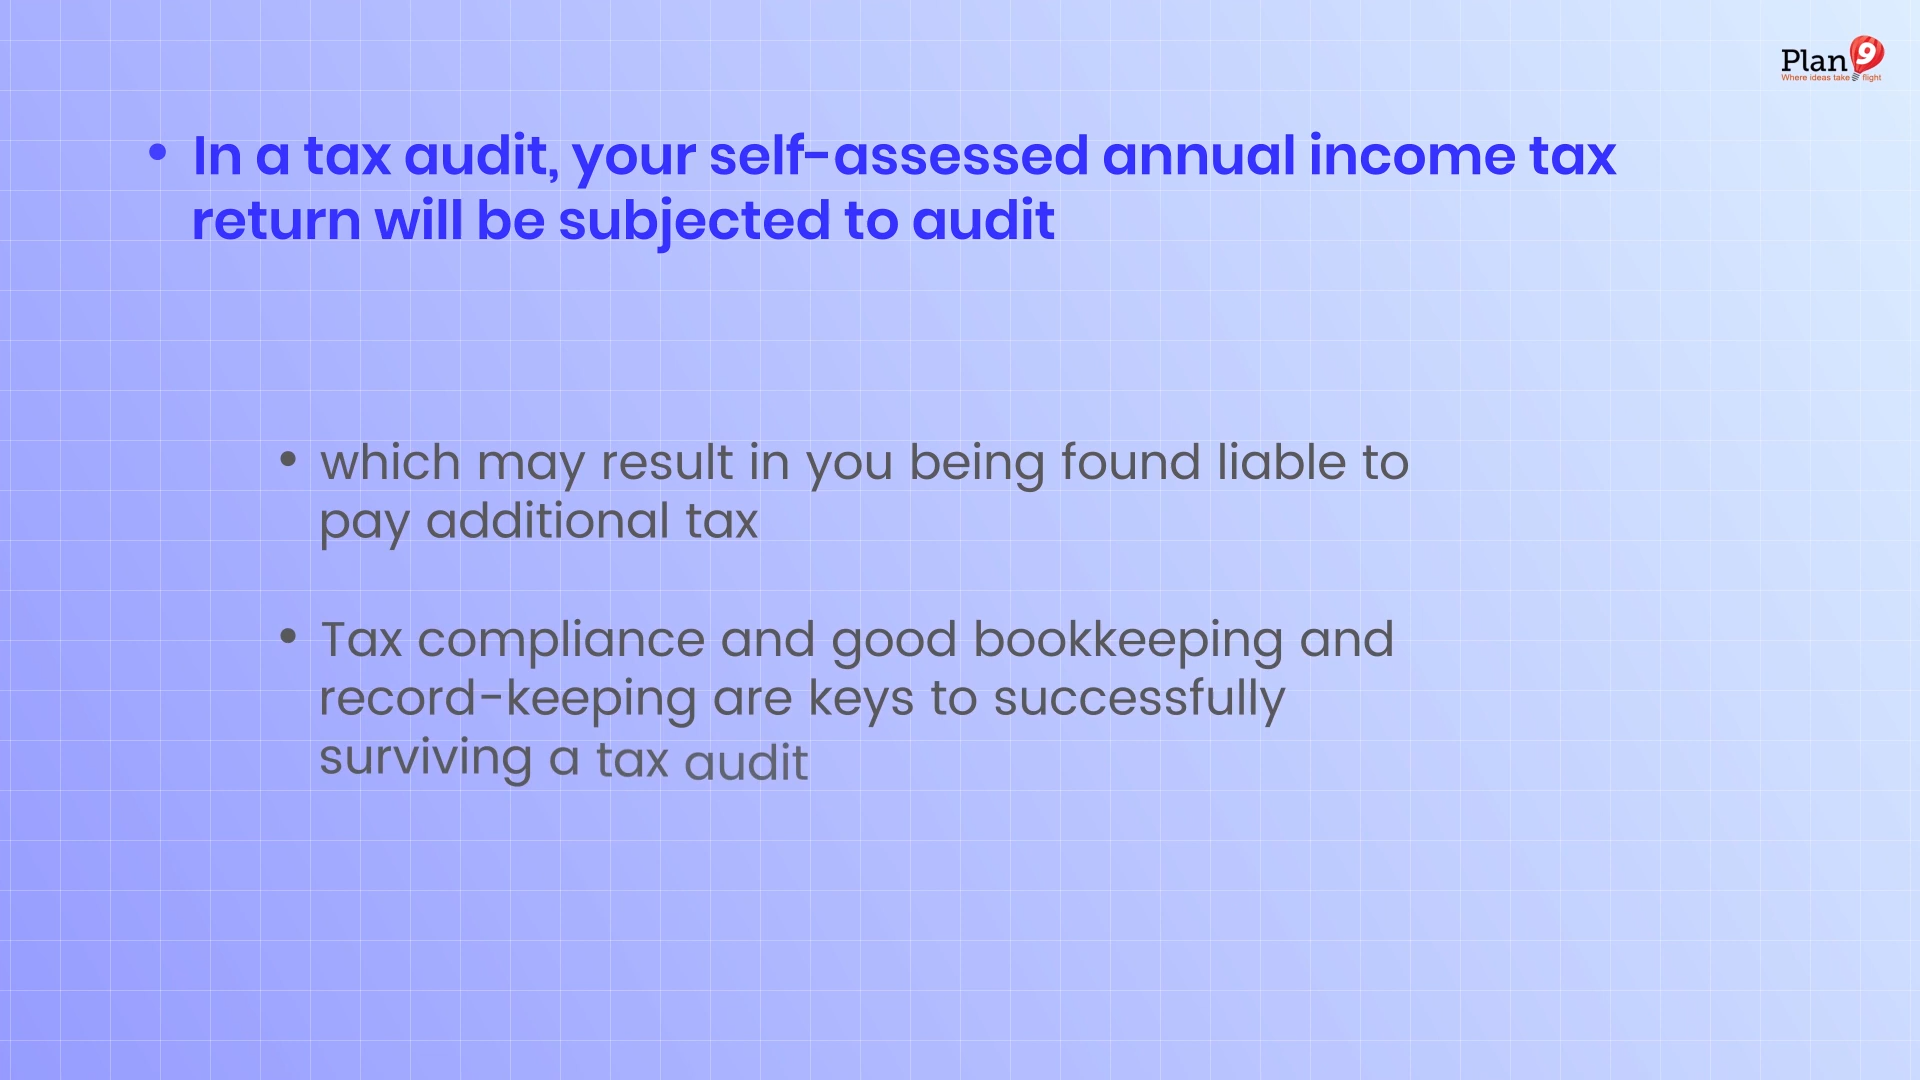 Plan9
Where ideas take flight
• In a tax audit, your self-assessed annual income tax
return will be subjected to audit
• which may result in you being found liable to
pay additional tax
• Tax compliance and good bookkeeping and
record-keeping are keys to successfully
surviving a tax audit